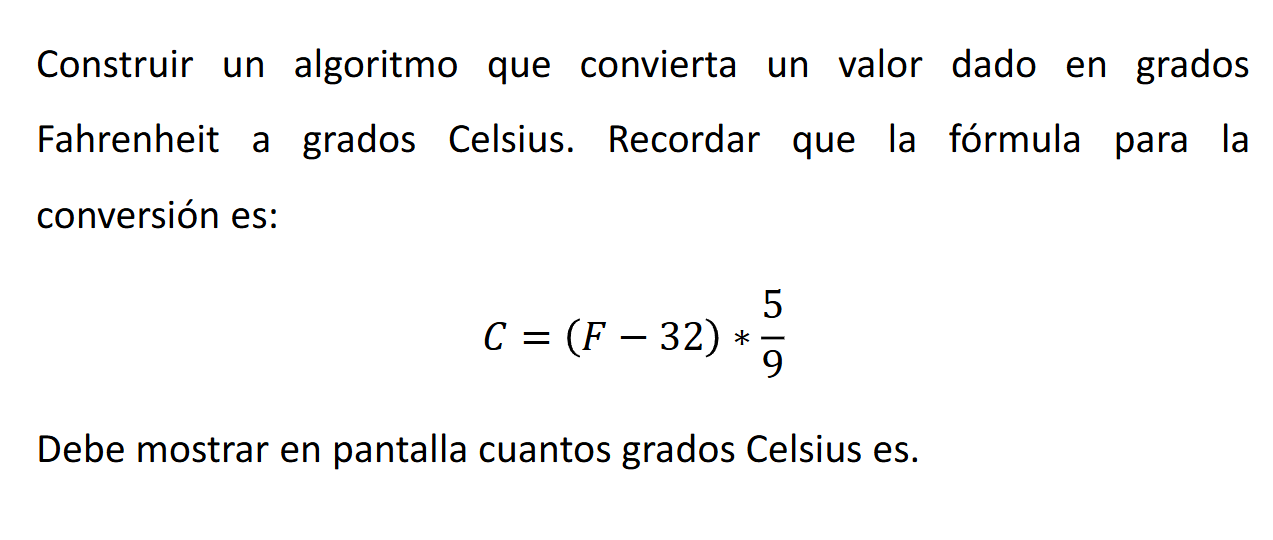 Construir un algoritmo que convierta un valor dado en grados
Fahrenheit a grados Celsius. Recordar que la fórmula para la
conversión es:
C = (F − 32) * 5/9
Debe mostrar en pantalla cuantos grados Celsius es.